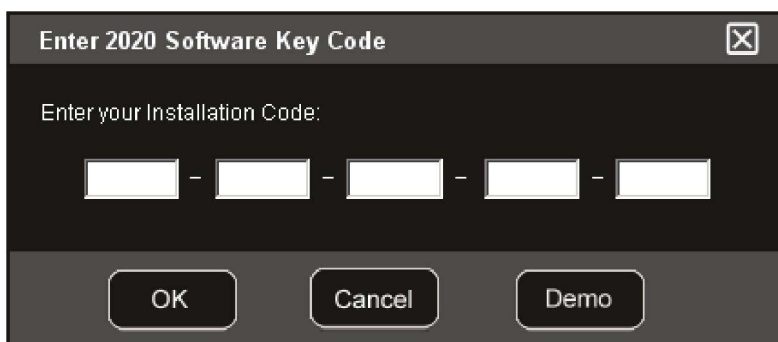 Enter 2020 Software Key Code
Enter your Installation Code:
- - - -
OK Cancel Demo